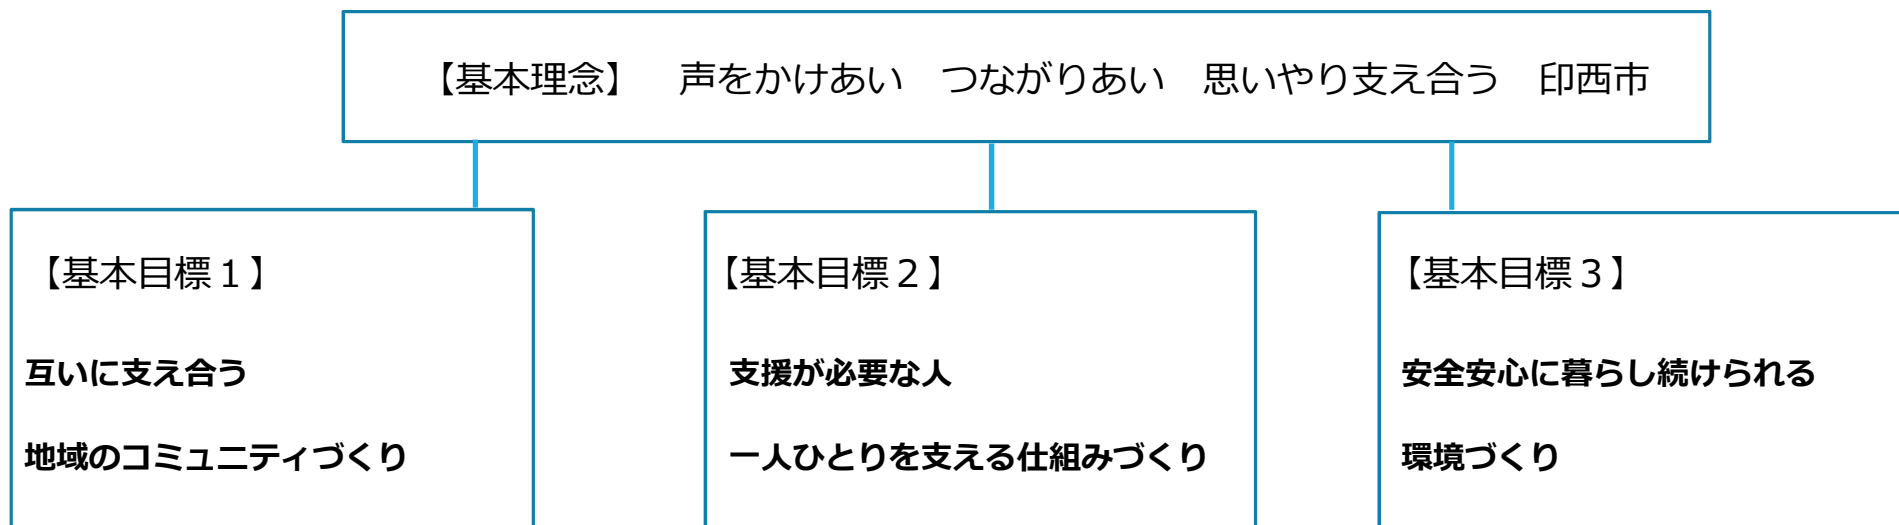 【基本理念】　声をかけあい　つながりあい　思いやり支え合う　印西市
【基本目標１】
互いに支え合う
地域のコミュニティづくり
【基本目標２】
支援が必要な人
一人ひとりを支える仕組みづくり
【基本目標３】
安全安心に暮らし続けられる
環境づくり